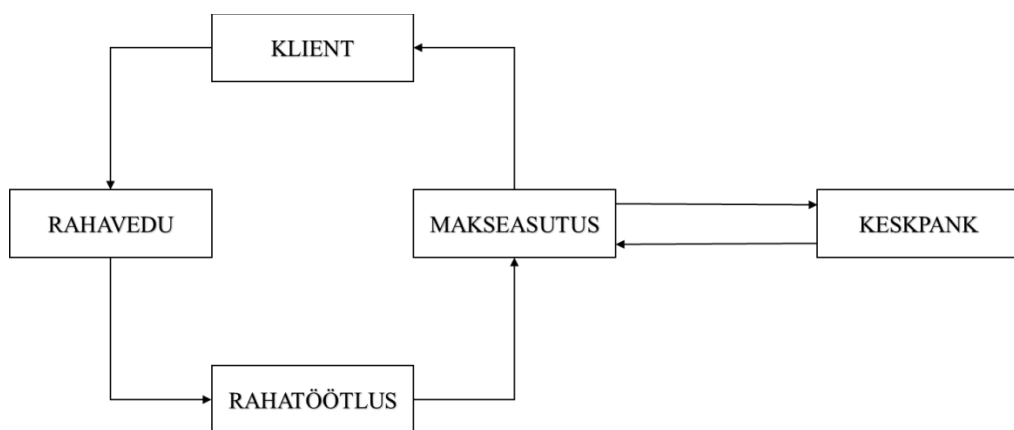 KLIENT
RAHAVEDU
MAKSEASUTUS
KESKPANK
RAHATÖÖTLUS